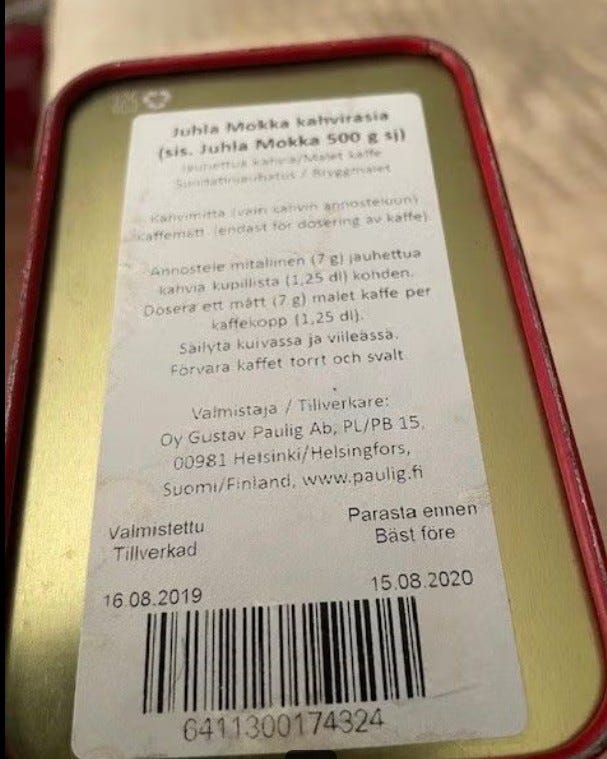 Juhla Mokka kahvirasia
(sis. Juhla Mokka 500 g sj)
Jauhettua kahvia/Malet kaffe
Suodatinjauhatus / Bryggmalet
Kahvimitta (vain kahvin annosteluun)
Kaffemått (endast för dosering av kaffe)
Annostele mitallinen (7 g) jauhettua
kahvia kupillista (1,25 dl) kohden.
Dosera ett mått (7 g) malet kaffe per
kaffekopp (1,25 dl).
Säilytä kuivassa ja viileässä.
Förvara kaffet torrt och svalt.
Valmistaja / Tillverkare:
Oy Gustav Paulig Ab, PL/PB 15,
00981 Helsinki/Helsingfors,
Suomi/Finland, www.paulig.fi
Valmistettu
Tillverkad
16.08.2019
Parasta ennen
Bäst före
15.08.2020
6411300174324